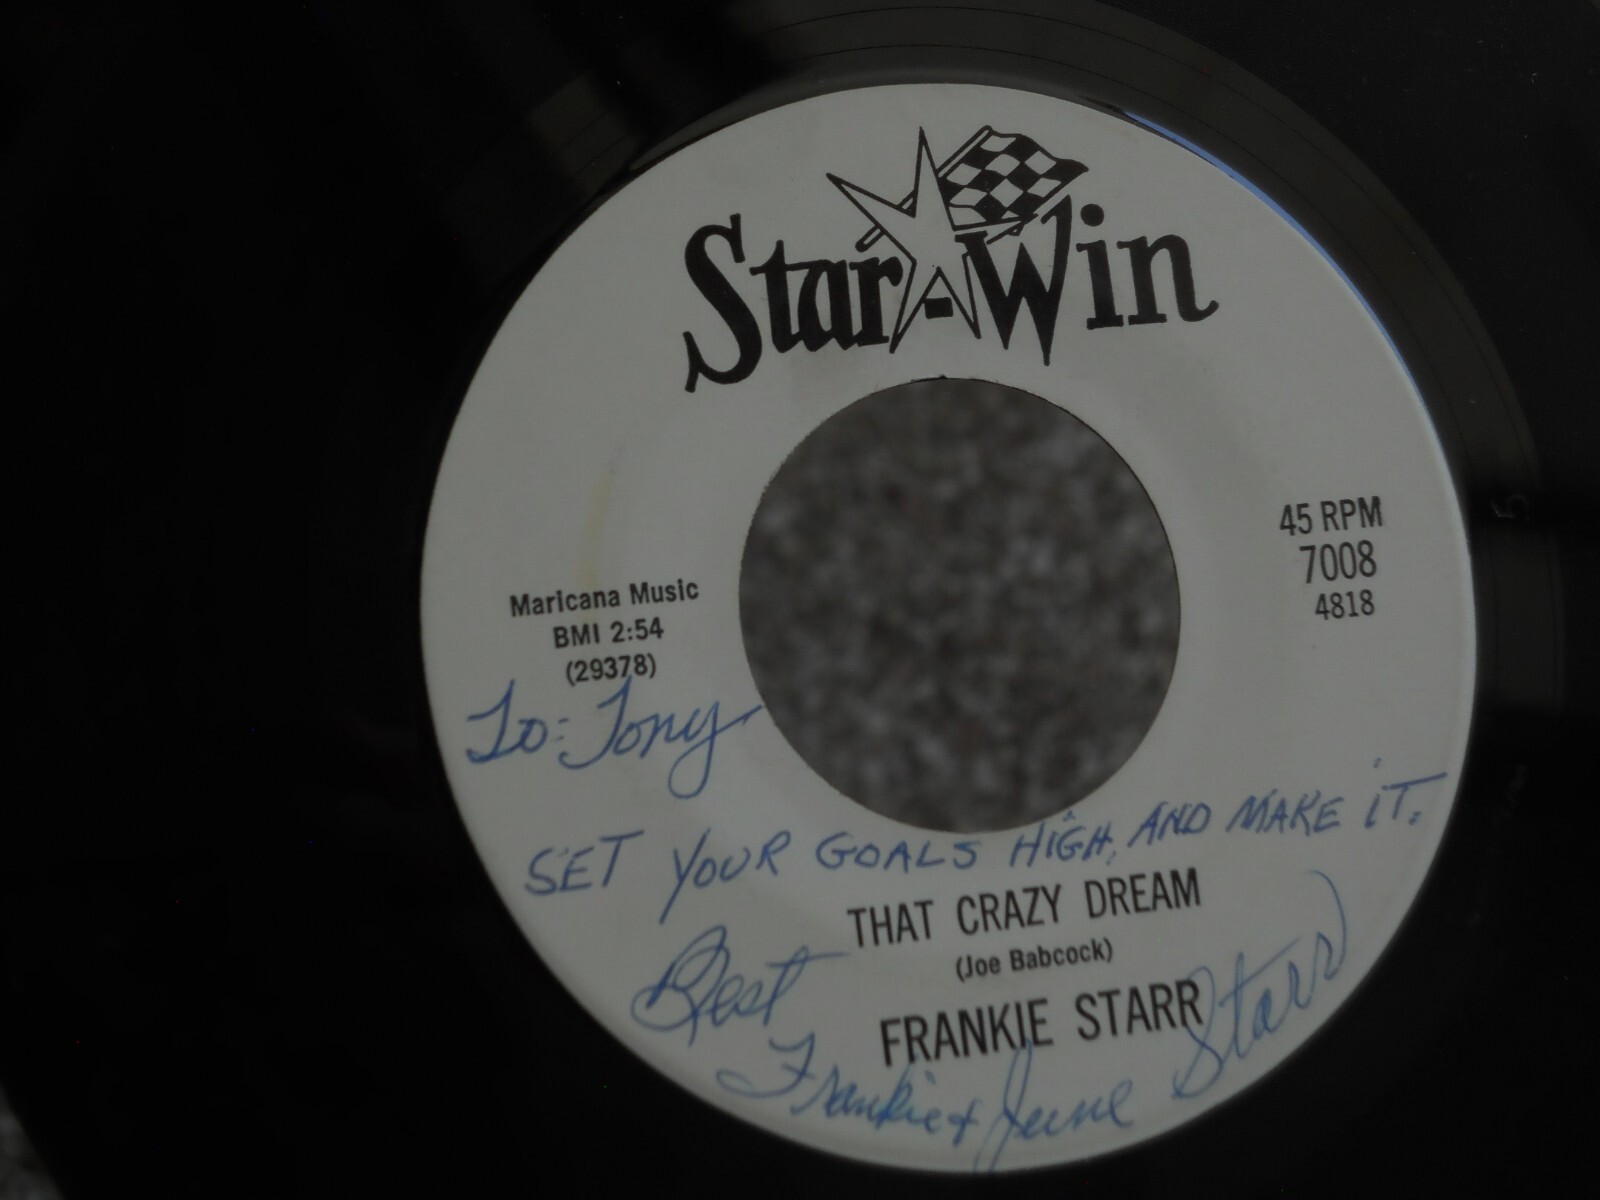 Star-Win
45 RPM
7008
4818
Maricana Music
BMI 2:54
(29378)
To: Tony
SET YOUR GOALS HIGH, AND MAKE IT.
THAT CRAZY DREAM
(Joe Babcock)
Best
FRANKIE STARR
Frankie + June Starr